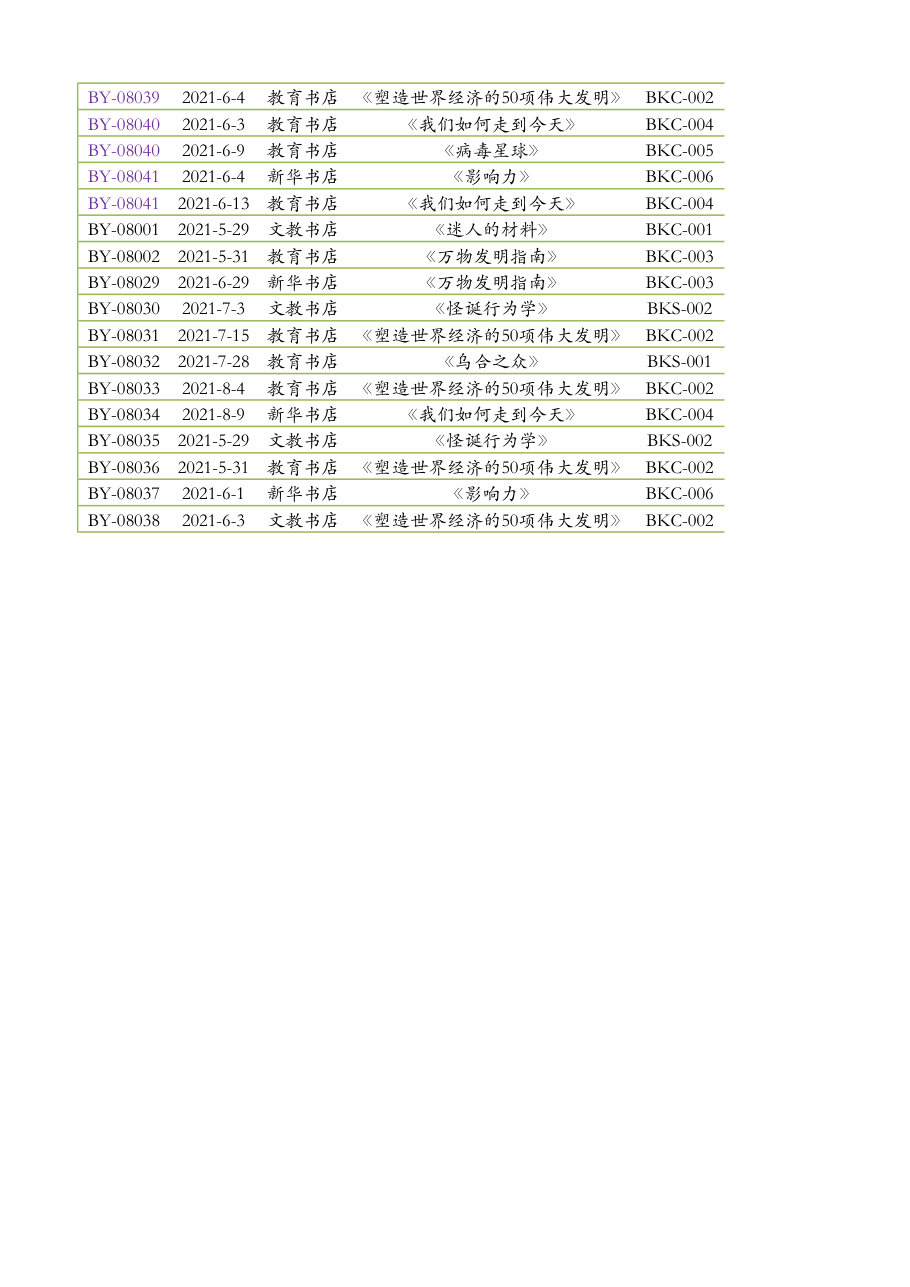 BY-08039 2021-6-4 教育书店 《塑造世界经济的50项伟大发明》 BKC-002
BY-08040 2021-6-3 教育书店 《我们如何走到今天》 BKC-004
BY-08040 2021-6-9 教育书店 《病毒星球》 BKC-005
BY-08041 2021-6-4 新华书店 《影响力》 BKC-006
BY-08041 2021-6-13 教育书店 《我们如何走到今天》 BKC-004
BY-08001 2021-5-29 文教书店 《迷人的材料》 BKC-001
BY-08002 2021-5-31 教育书店 《万物发明指南》 BKC-003
BY-08029 2021-6-29 新华书店 《万物发明指南》 BKC-003
BY-08030 2021-7-3 文教书店 《怪诞行为学》 BKS-002
BY-08031 2021-7-15 教育书店 《塑造世界经济的50项伟大发明》 BKC-002
BY-08032 2021-7-28 教育书店 《乌合之众》 BKS-001
BY-08033 2021-8-4 教育书店 《塑造世界经济的50项伟大发明》 BKC-002
BY-08034 2021-8-9 新华书店 《我们如何走到今天》 BKC-004
BY-08035 2021-5-29 文教书店 《怪诞行为学》 BKS-002
BY-08036 2021-5-31 教育书店 《塑造世界经济的50项伟大发明》 BKC-002
BY-08037 2021-6-1 新华书店 《影响力》 BKC-006
BY-08038 2021-6-3 文教书店 《塑造世界经济的50项伟大发明》 BKC-002